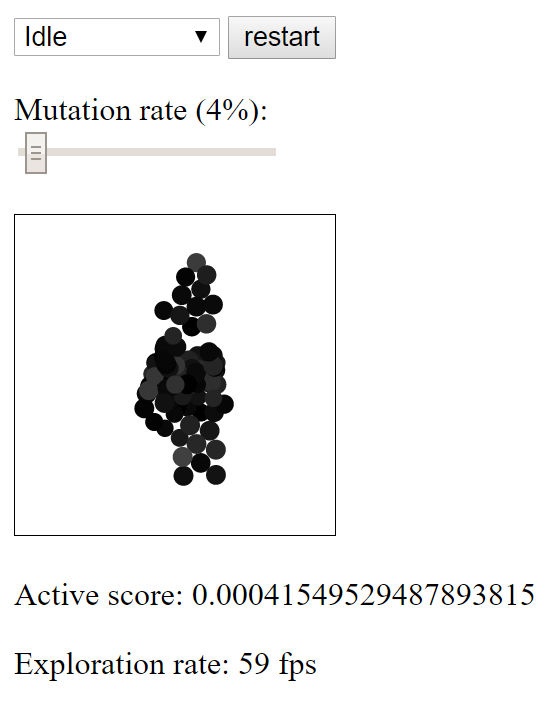 Idle ▼ restart
Mutation rate (4%):
Active score: 0.00041549529487893815
Exploration rate: 59 fps